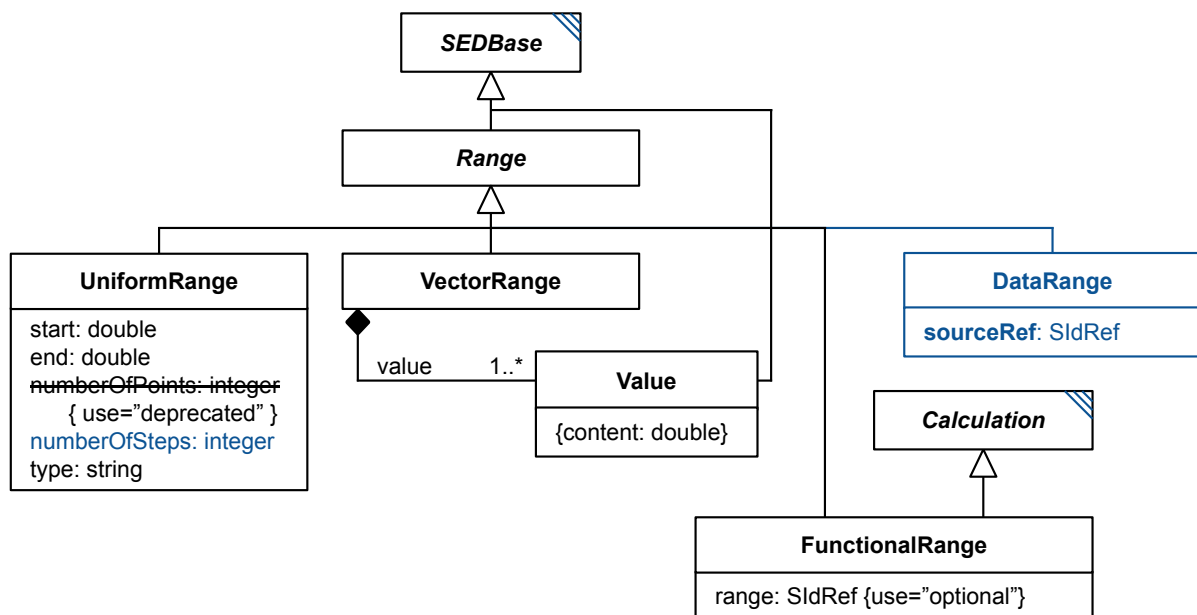 SEDBase
Range
UniformRange
start: double
end: double
numberOfPoints: integer
{ use=”deprecated” }
numberOfSteps: integer
type: string
VectorRange
value 1..*
Value
{content: double}
DataRange
sourceRef: SIdRef
Calculation
FunctionalRange
range: SIdRef {use=”optional”}